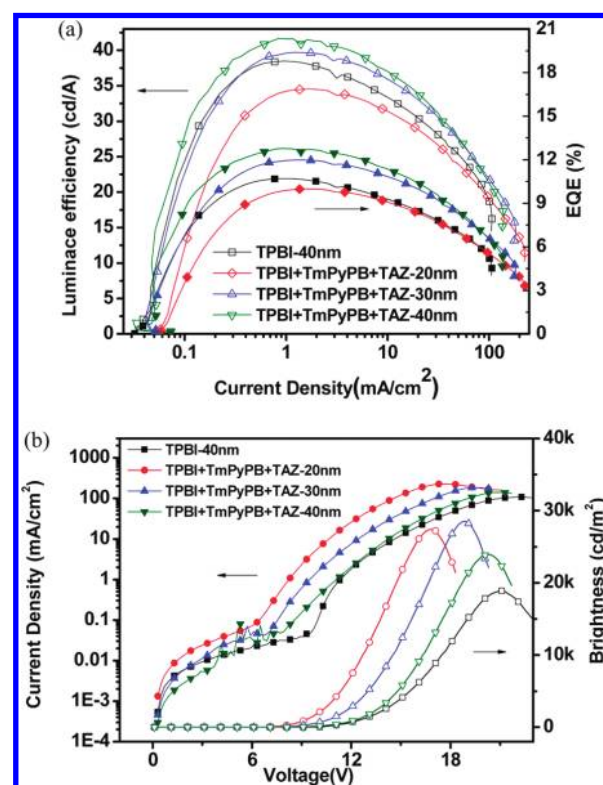 (a)
40
35
30
25
20
15
10
5
0
Luminace efficiency (cd/A)
21
18
15
12
9
6
3
0
EQE (%)
TPBI-40nm
TPBI+TmPyPB+TAZ-20nm
TPBI+TmPyPB+TAZ-30nm
TPBI+TmPyPB+TAZ-40nm
0.1 1 10 100
Current Density(mA/cm²)
(b)
1000
100
10
1
0.1
0.01
1E-3
1E-4
Current Density (mA/cm²)
TPBI-40nm
TPBI+TmPyPB+TAZ-20nm
TPBI+TmPyPB+TAZ-30nm
TPBI+TmPyPB+TAZ-40nm
40k
30k
20k
10k
0
Brightness (cd/m²)
0 6 12 18
Voltage(V)